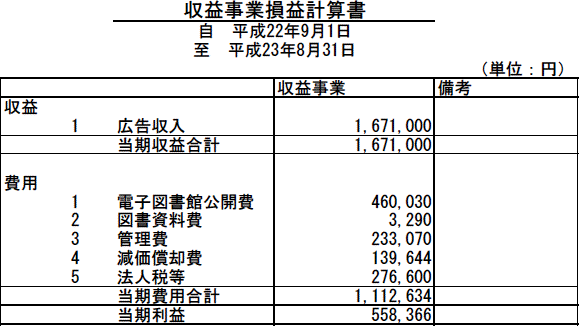 収益事業損益計算書
自 平成22年9月1日
至 平成23年8月31日
(単位:円)
収益事業 備考
収益
1 広告収入 1,671,000
当期収益合計 1,671,000
費用
1 電子図書館公開費 460,030
2 図書資料費 3,290
3 管理費 233,070
4 減価償却費 139,644
5 法人税等 276,600
当期費用合計 1,112,634
当期利益 558,366